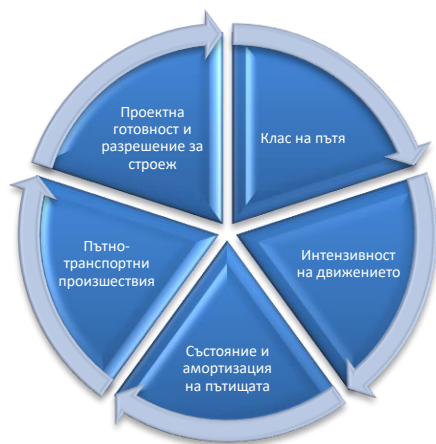 Клас на пътя
Интензивност
на движението
Състояние и
амортизация
на пътищата
Пътно-
транспортни
произшествия
Проектна
готовност и
разрешение за
строеж